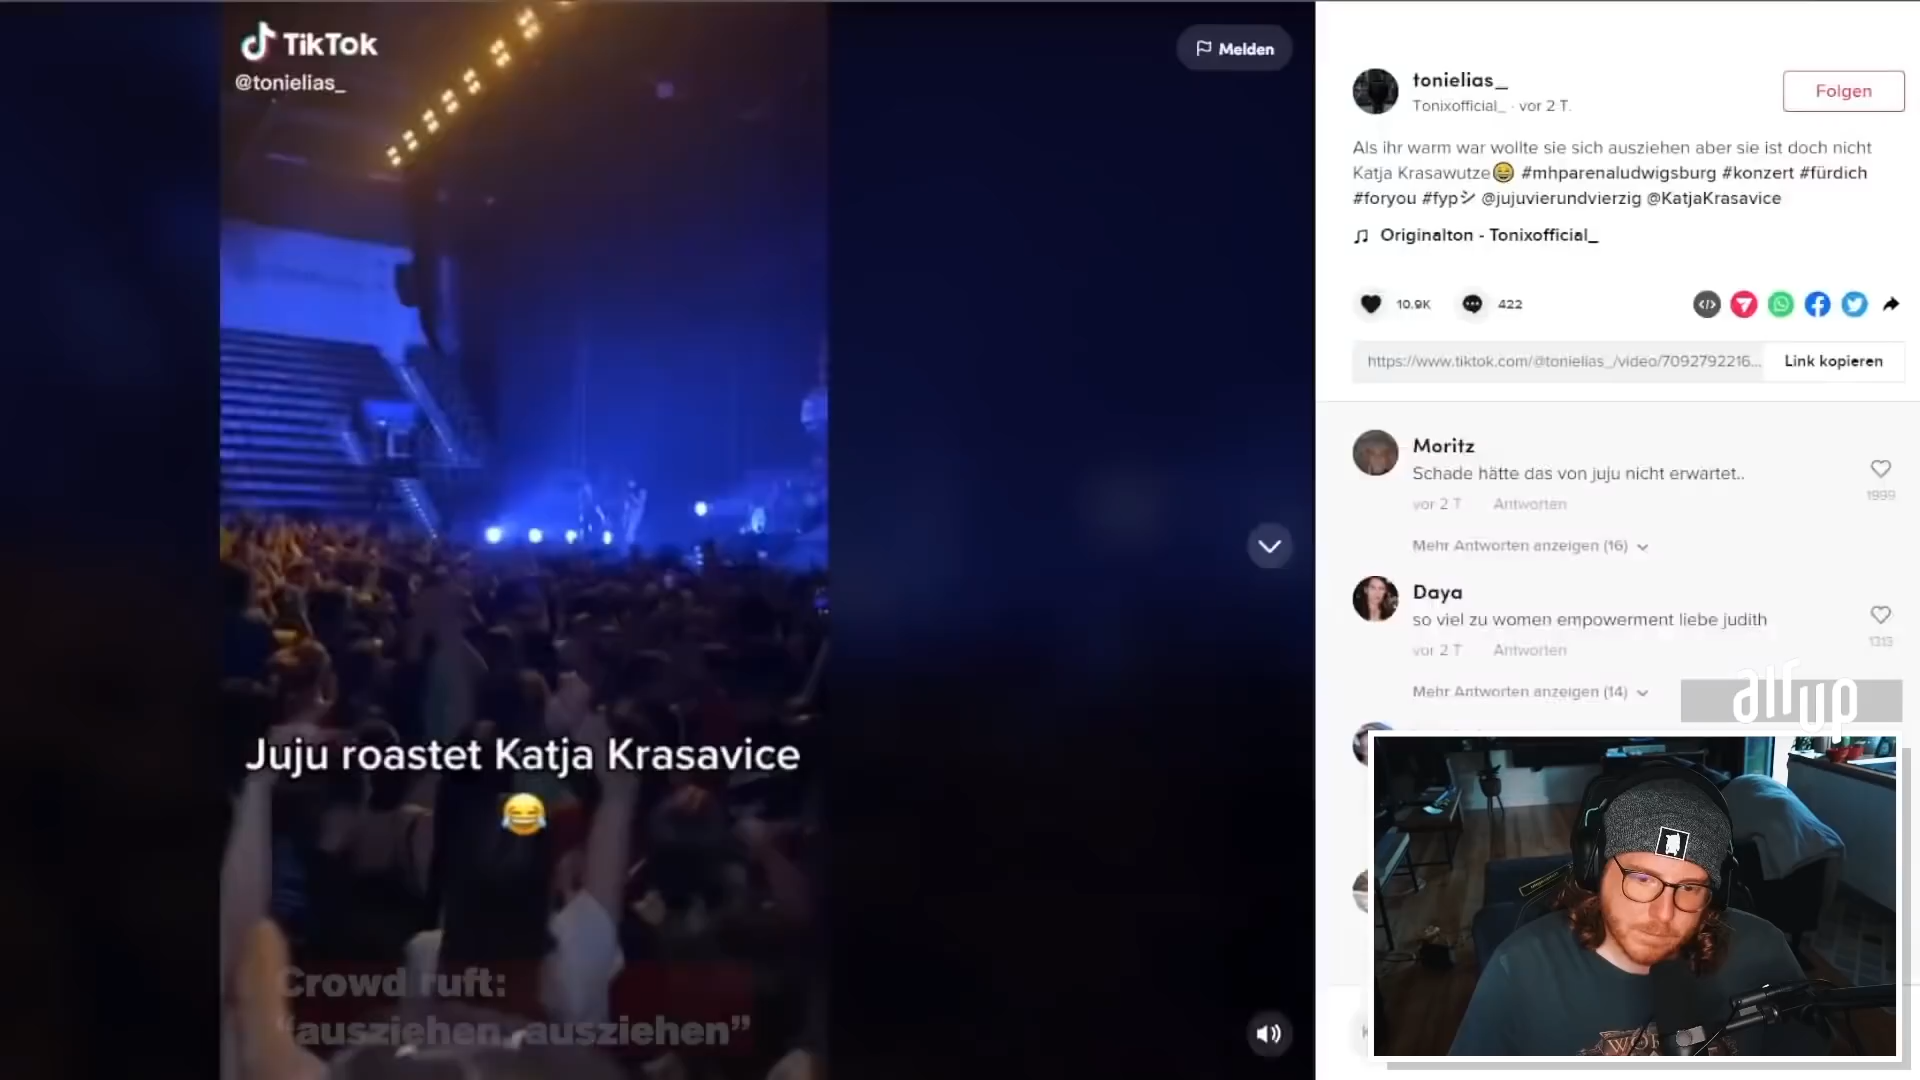 TikTok
@tonielias_
Melden
Juju roastet Katja Krasavice
😂
Crowd ruft:
“ausziehen, ausziehen”
tonielias_
Tonixofficial_ · vor 2 T.
Folgen
Als ihr warm war wollte sie sich ausziehen aber sie ist doch nicht
Katja Krasawutze😂 #mhparenaludwigsburg #konzert #fürdich
#foryou #fypシ @jujuvierundvierzig @KatjaKrasavice
♫ Originalton - Tonixofficial_
10.9K
422
https://www.tiktok.com/@tonielias_/video/7092792216...
Link kopieren
Moritz
Schade hätte das von juju nicht erwartet..
1999
vor 2 T
Antworten
Mehr Antworten anzeigen (16)
Daya
so viel zu women empowerment liebe judith
1313
vor 2 T
Antworten
Mehr Antworten anzeigen (14)
air up